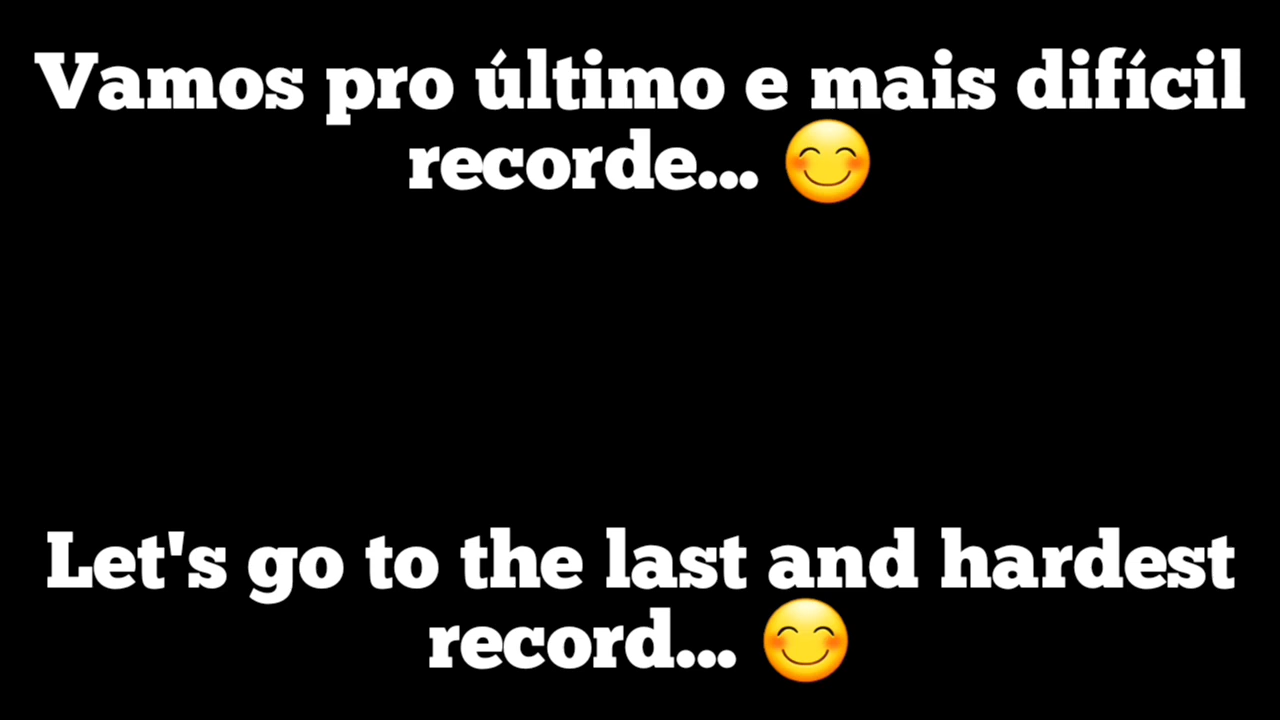 Vamos pro último e mais difícil
recorde... 😊
Let's go to the last and hardest
record... 😊